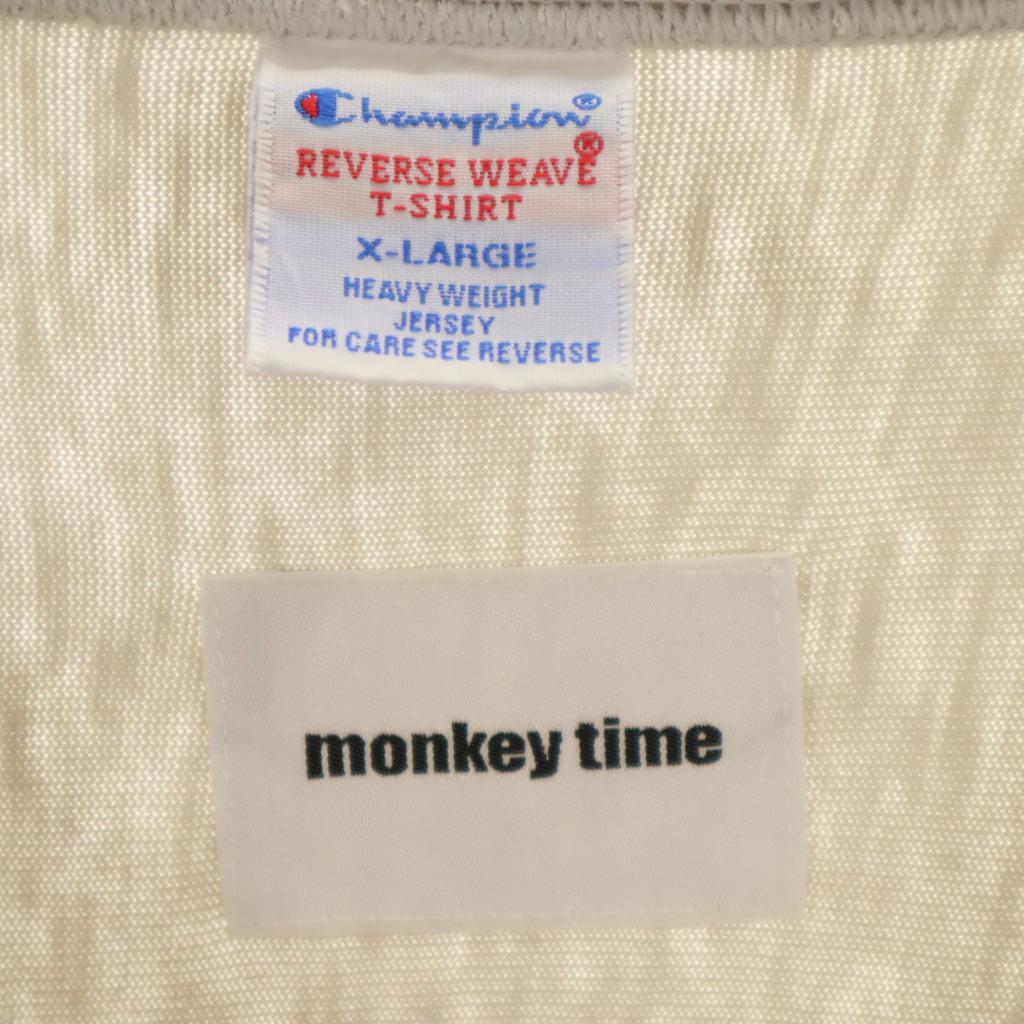 Champion®
REVERSE WEAVE®
T-SHIRT
X-LARGE
HEAVY WEIGHT
JERSEY
FOR CARE SEE REVERSE
monkey time